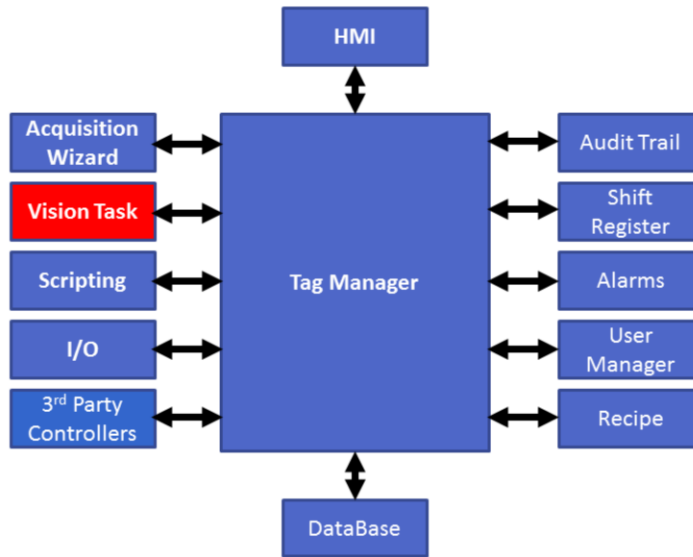 HMI
Acquisition
Wizard
Audit Trail
Vision Task
Shift
Register
Scripting
Tag Manager
Alarms
I/O
User
Manager
3rd Party
Controllers
Recipe
DataBase